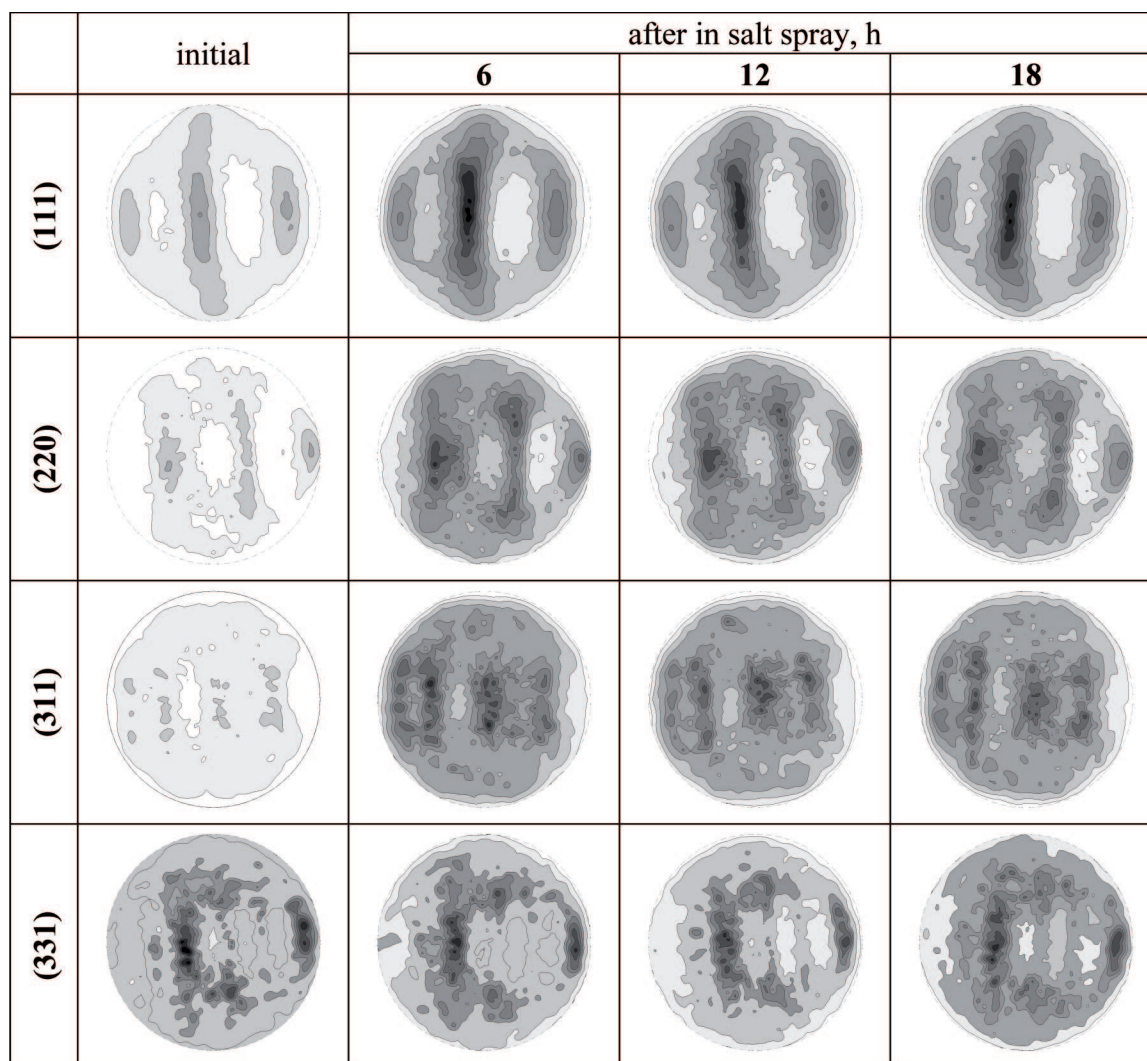 initial
after in salt spray, h
6 12 18
(111)
(220)
(311)
(331)